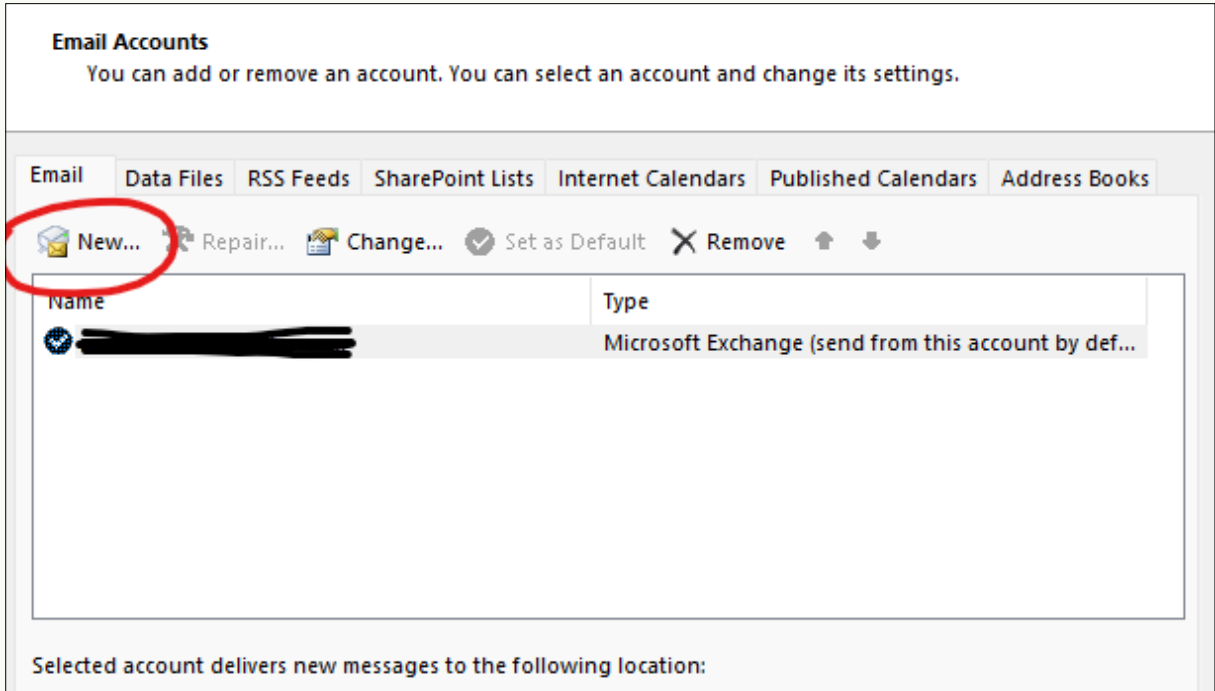 Email Accounts
You can add or remove an account. You can select an account and change its settings.
Email Data Files RSS Feeds SharePoint Lists Internet Calendars Published Calendars Address Books
New... Repair... Change... Set as Default Remove
Name Type
Microsoft Exchange (send from this account by def...
Selected account delivers new messages to the following location: